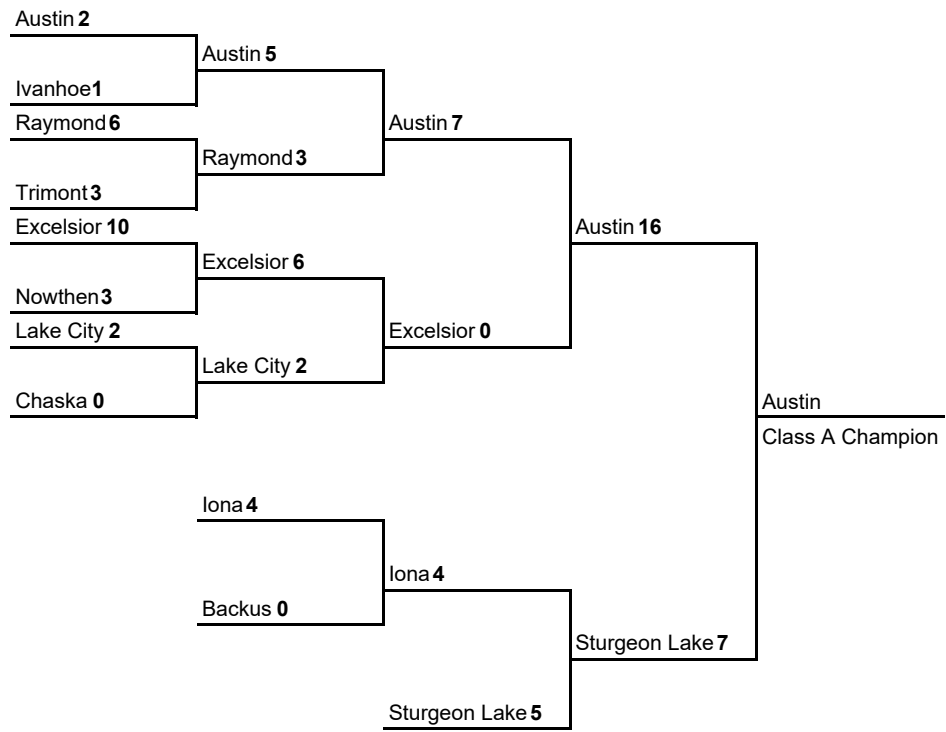 Austin 2
Austin 5
Ivanhoe 1
Raymond 6
Austin 7
Raymond 3
Trimont 3
Excelsior 10
Austin 16
Excelsior 6
Nowthen 3
Lake City 2
Excelsior 0
Lake City 2
Chaska 0
Austin
Class A Champion
Iona 4
Iona 4
Backus 0
Sturgeon Lake 7
Sturgeon Lake 5